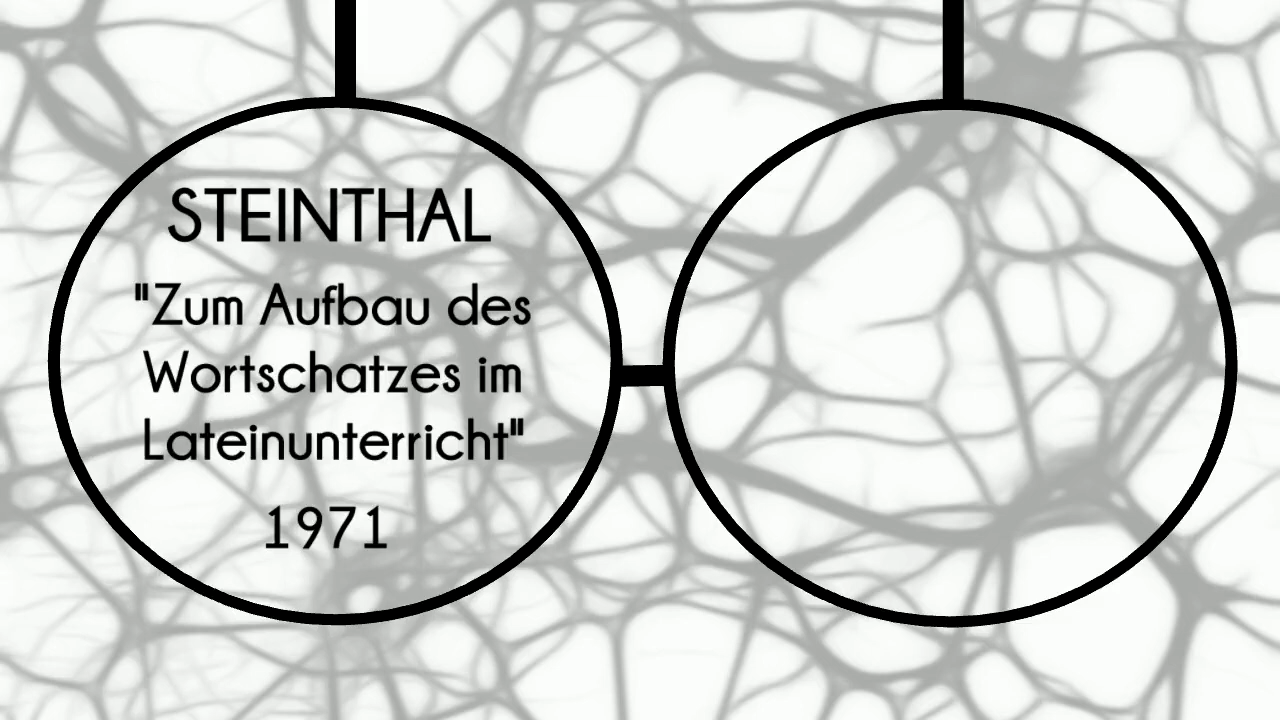 STEINTHAL
"Zum Aufbau des
Wortschatzes im
Lateinunterricht"
1971